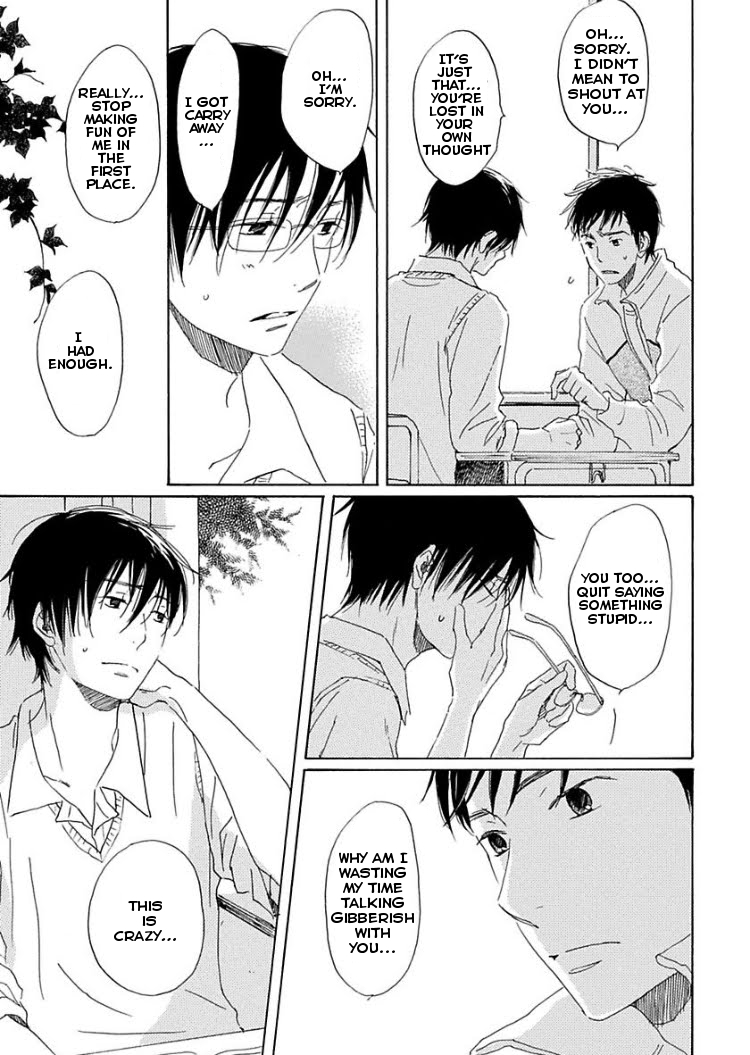 OH...
SORRY.
I DIDN'T
MEAN TO
SHOUT AT
YOU...
IT'S
JUST
THAT...
YOU'RE
LOST IN
YOUR
OWN
THOUGHT
OH...
I'M
SORRY.
I GOT
CARRY
AWAY
...
REALLY...
STOP
MAKING
FUN OF
ME IN
THE
FIRST
PLACE.
I
HAD
ENOUGH.
YOU TOO...
QUIT SAYING
SOMETHING
STUPID...
WHY AM I
WASTING
MY TIME
TALKING
GIBBERISH
WITH
YOU...
THIS
IS
CRAZY...